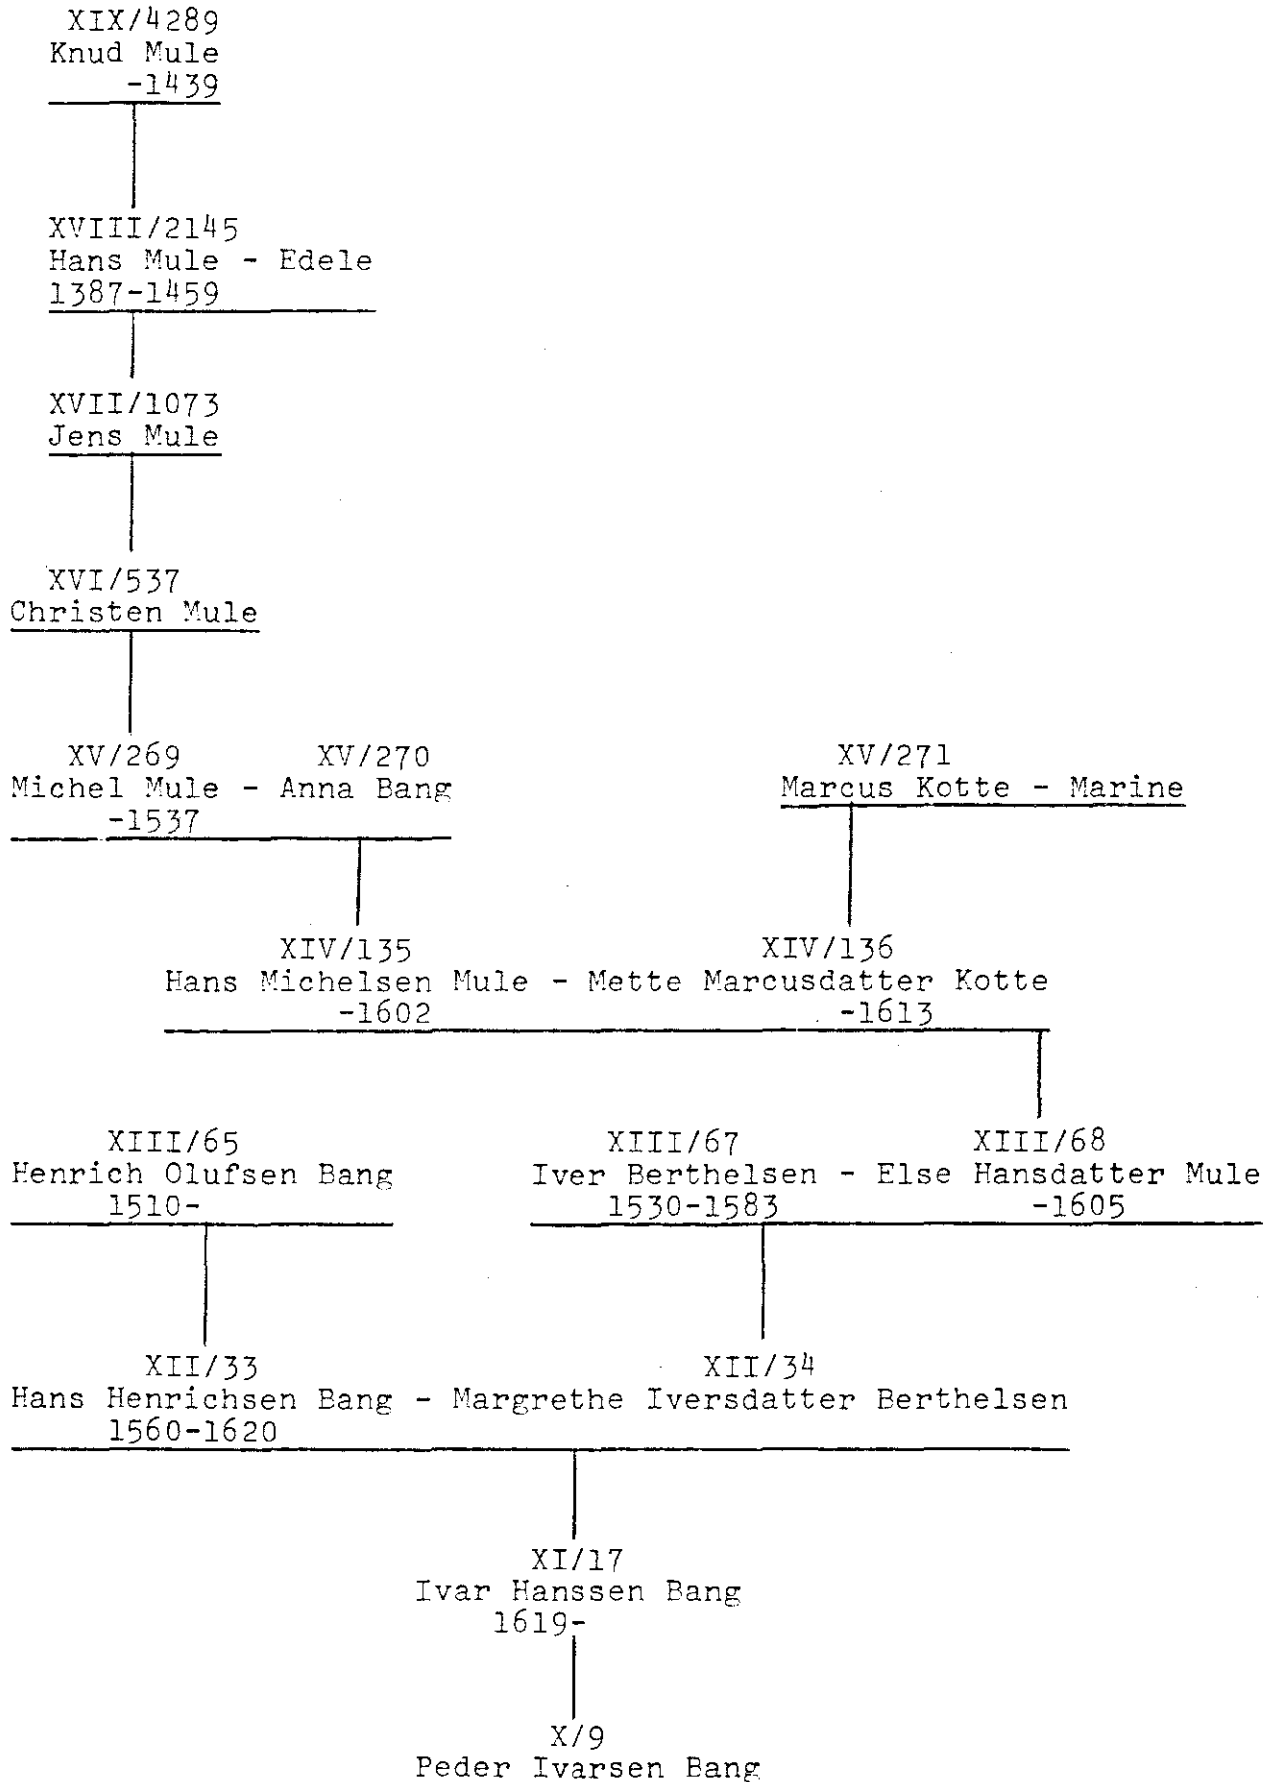 XIX/4289
Knud Mule
-1439
XVIII/2145
Hans Mule - Edele
1387-1459
XVII/1073
Jens Mule
XVI/537
Christen Mule
XV/269 XV/270 XV/271
Michel Mule - Anna Bang Marcus Kotte - Marine
-1537
XIV/135 XIV/136
Hans Michelsen Mule - Mette Marcusdatter Kotte
-1602 -1613
XIII/65 XIII/67 XIII/68
Henrich Olufsen Bang Iver Berthelsen - Else Hansdatter Mule
1510- 1530-1583 -1605
XII/33 XII/34
Hans Henrichsen Bang - Margrethe Iversdatter Berthelsen
1560-1620
XI/17
Ivar Hanssen Bang
1619-
X/9
Peder Ivarsen Bang